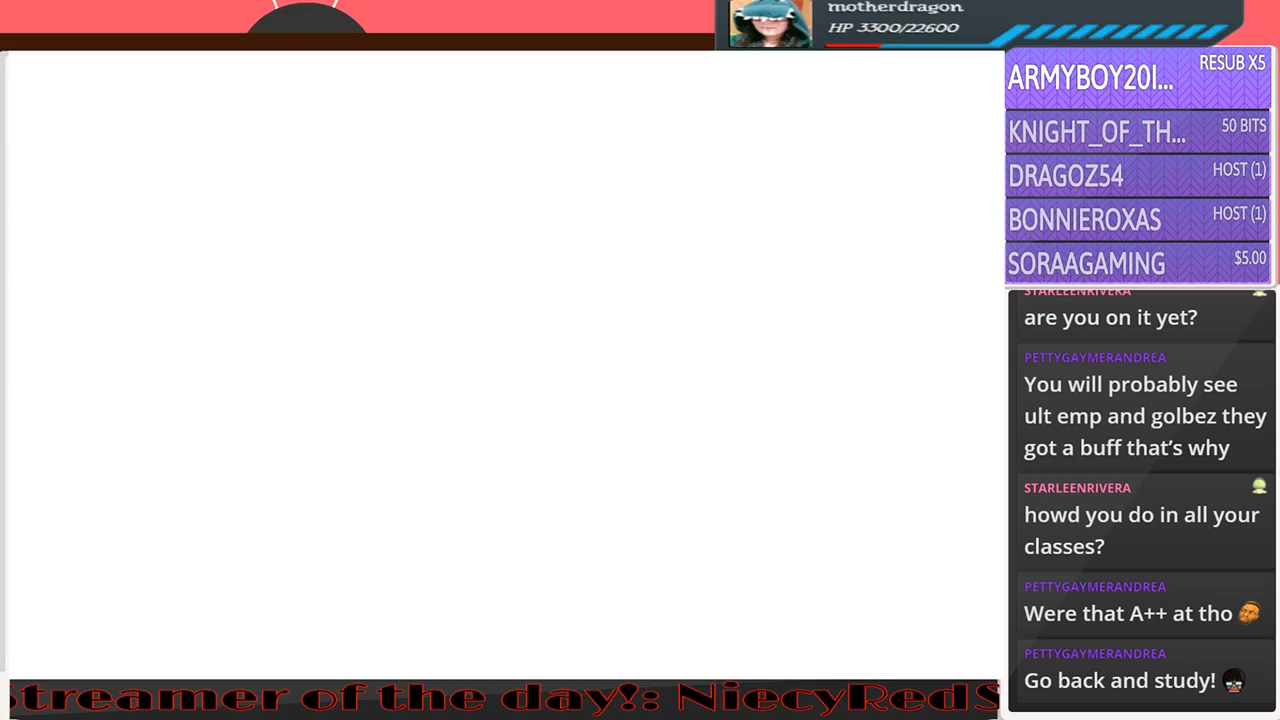 motherdragon
HP 3300/22600
ARMYBOY20I... RESUB X5
KNIGHT_OF_TH... 50 BITS
DRAGOZ54 HOST (1)
BONNIEROXAS HOST (1)
SORAAGAMING $5.00
STARLEENRIVERA
are you on it yet?
PETTYGAYMERANDREA
You will probably see
ult emp and golbez they
got a buff that's why
STARLEENRIVERA
howd you do in all your
classes?
PETTYGAYMERANDREA
Were that A++ at tho
PETTYGAYMERANDREA
Go back and study!
Streamer of the day!: NiecyRedS